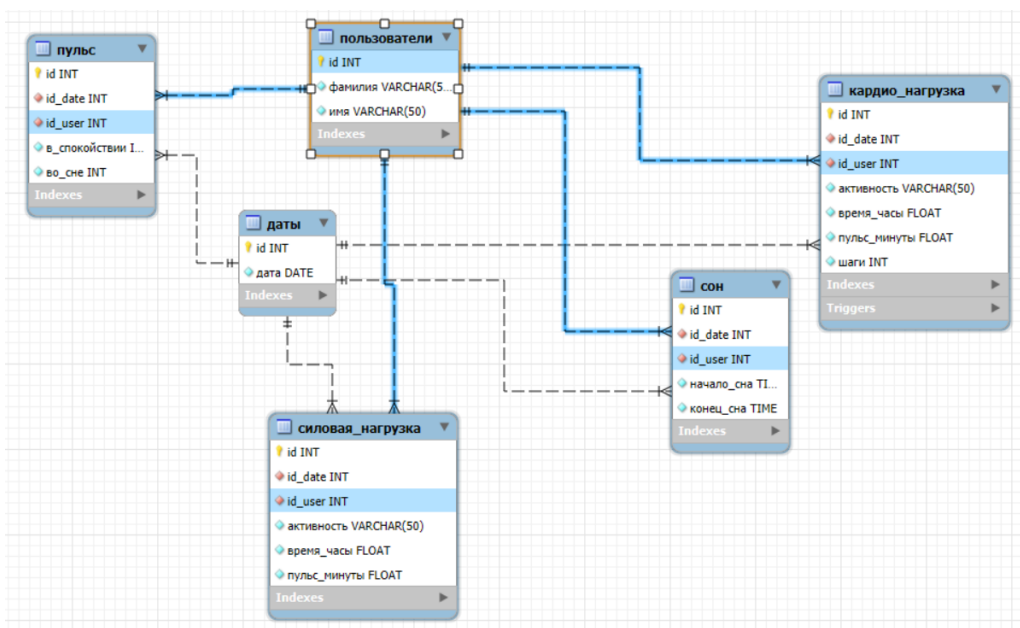 пульс
id INT
id_date INT
id_user INT
в_спокойствии I...
во_сне INT
Indexes
пользователи
id INT
фамилия VARCHAR(5...
имя VARCHAR(50)
Indexes
кардио_нагрузка
id INT
id_date INT
id_user INT
активность VARCHAR(50)
время_часы FLOAT
пульс_минуты FLOAT
шаги INT
Indexes
Triggers
даты
id INT
дата DATE
Indexes
сон
id INT
id_date INT
id_user INT
начало_сна TI...
конец_сна TIME
Indexes
силовая_нагрузка
id INT
id_date INT
id_user INT
активность VARCHAR(50)
время_часы FLOAT
пульс_минуты FLOAT
Indexes